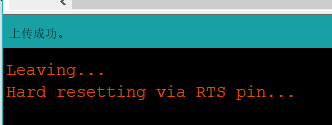 上传成功。
Leaving...
Hard resetting via RTS pin...